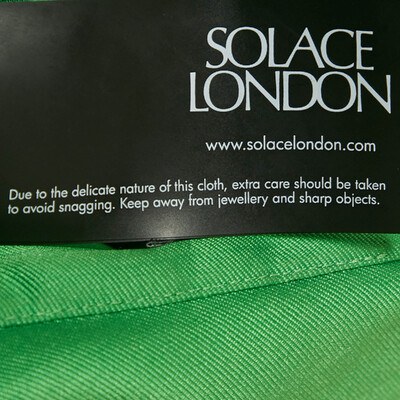 SOLACE
LONDON
www.solacelondon.com
Due to the delicate nature of this cloth, extra care should be taken
to avoid snagging. Keep away from jewellery and sharp objects.